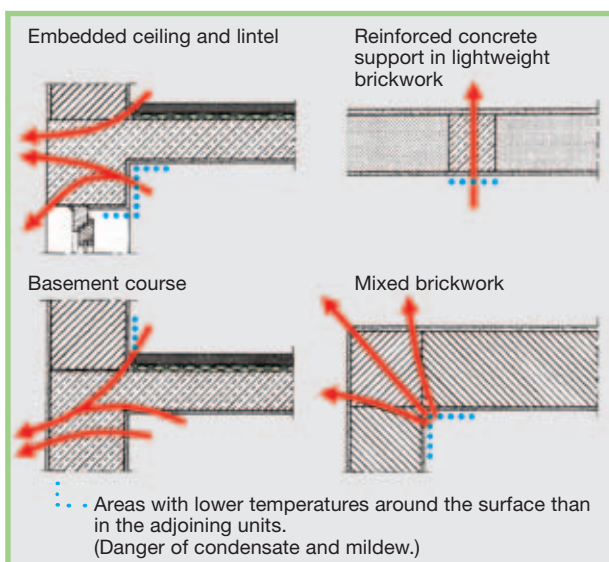 Embedded ceiling and lintel
Reinforced concrete
support in lightweight
brickwork
Basement course
Mixed brickwork
Areas with lower temperatures around the surface than
in the adjoining units.
(Danger of condensate and mildew.)